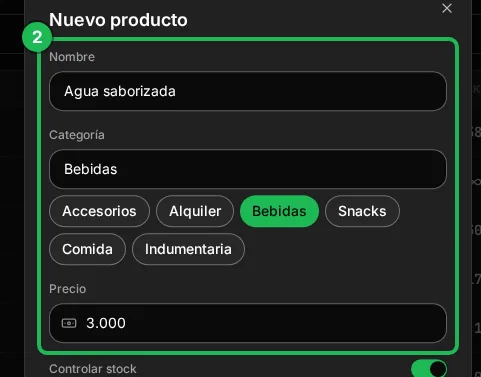 Nuevo producto
2
Nombre
Agua saborizada
Categoría
Bebidas
Accesorios Alquiler Bebidas Snacks
Comida Indumentaria
Precio
3.000
Controlar stock